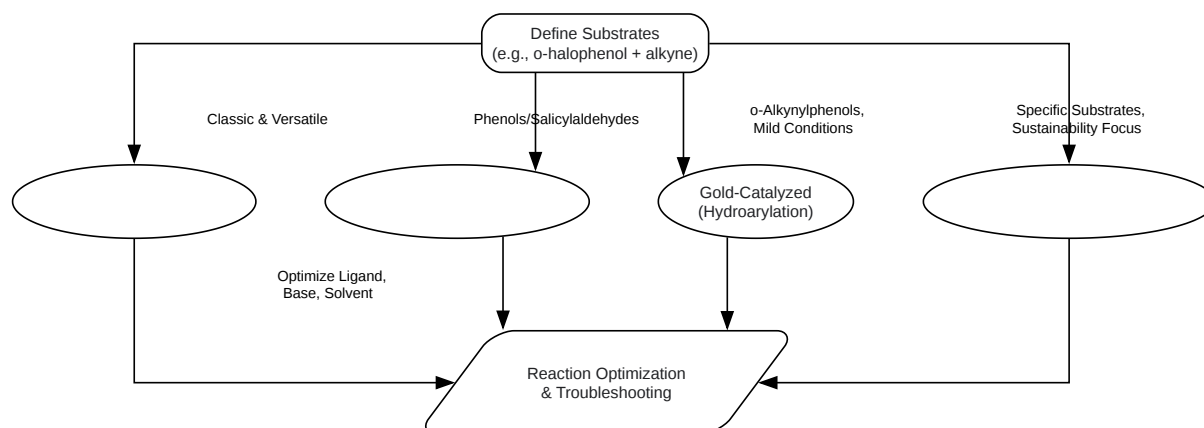 Define Substrates
(e.g., o-halophenol + alkyne)
Classic & Versatile
Phenols/Salicylaldehydes
o-Alkynylphenols,
Mild Conditions
Specific Substrates,
Sustainability Focus
Gold-Catalyzed
(Hydroarylation)
Optimize Ligand,
Base, Solvent
Reaction Optimization
& Troubleshooting